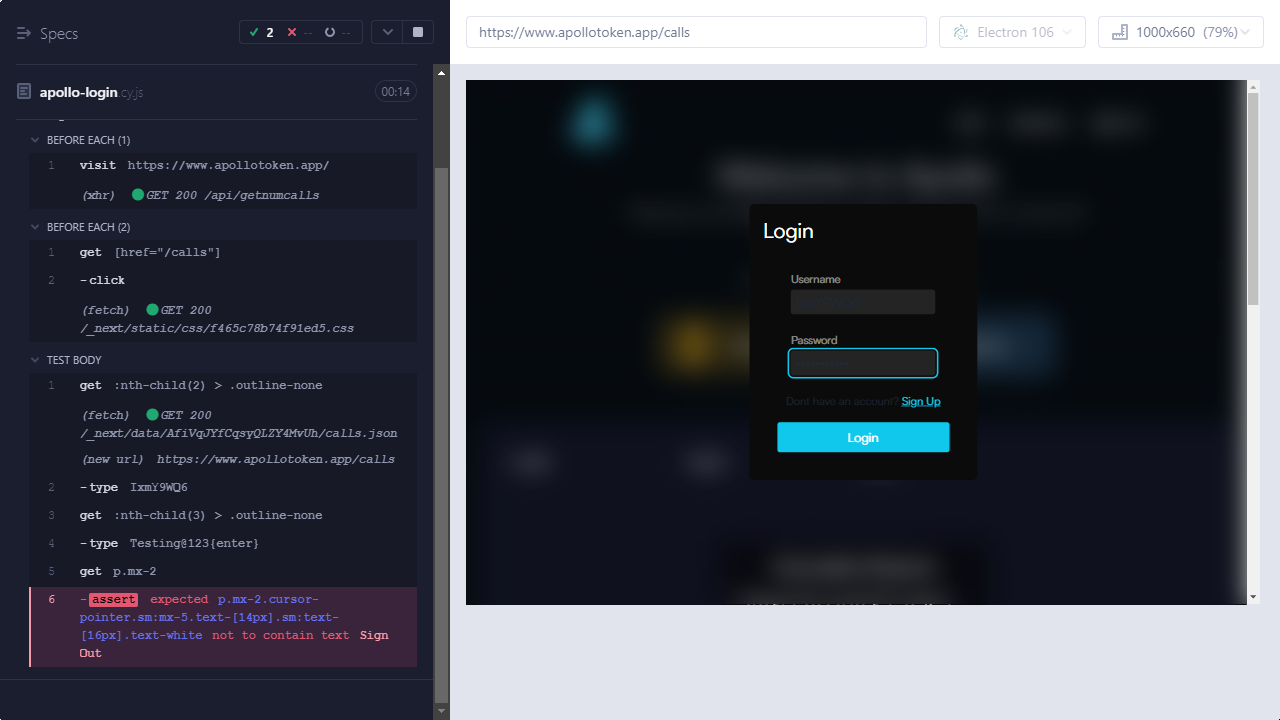 Specs
2
--
--
https://www.apollotoken.app/calls
Electron 106
1000x660 (79%)
apollo-login.cy.js
00:14
BEFORE EACH (1)
1 visit https://www.apollotoken.app/
(xhr) GET 200 /api/getnumcalls
BEFORE EACH (2)
1 get [href="/calls"]
2 -click
(fetch) GET 200
/_next/static/css/f465c78b74f91ed5.css
TEST BODY
1 get :nth-child(2) > .outline-none
(fetch) GET 200
/_next/data/AfiVqJYfCqsyQLZY4MvUh/calls.json
(new url) https://www.apollotoken.app/calls
2 -type IxmY9WQ6
3 get :nth-child(3) > .outline-none
4 -type Testing@123{enter}
5 get p.mx-2
6 -assert expected p.mx-2.cursor-
pointer.sm:mx-5.text-[14px].sm:text-
[16px].text-white not to contain text Sign
Out
Login
Username
Password
Dont have an account? Sign Up
Login